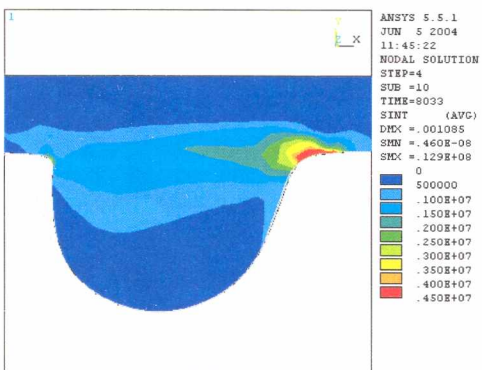 1
Y
Z X
ANSYS 5.5.1
JUN 5 2004
11:45:22
NODAL SOLUTION
STEP=4
SUB =10
TIME=8033
SINT (AVG)
DMX =.001085
SMN =.460E-08
SMX =.129E+08
0
500000
.100E+07
.150E+07
.200E+07
.250E+07
.300E+07
.350E+07
.400E+07
.450E+07